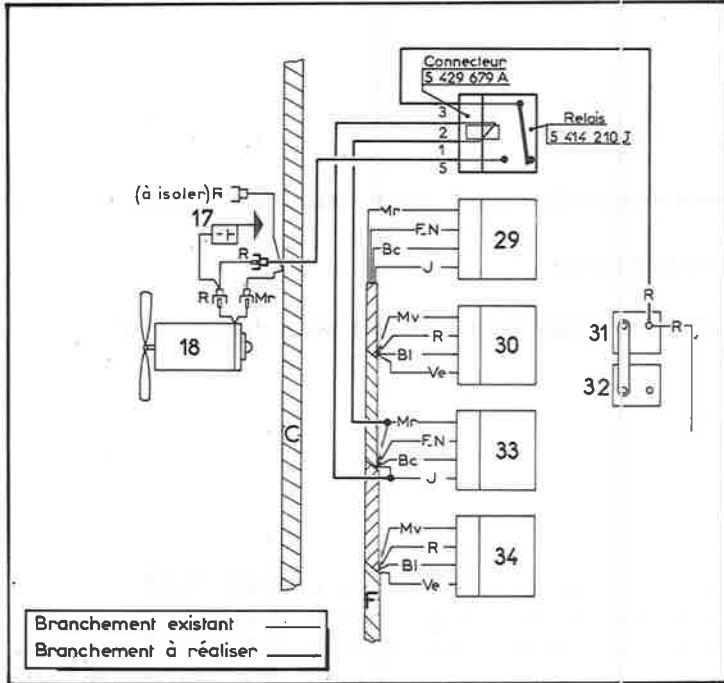 Connecteur
5 429 679 A
3
2
1
5
Relais
5 414 210 J
(à isoler) R
17
R
R
Mr
18
C
Mr
F.N
Bc
J
29
Mv
R
Bl
Ve
30
R
31
R
32
Mr
F.N
Bc
J
33
Mv
R
Bl
Ve
34
F
Branchement existant
Branchement à réaliser